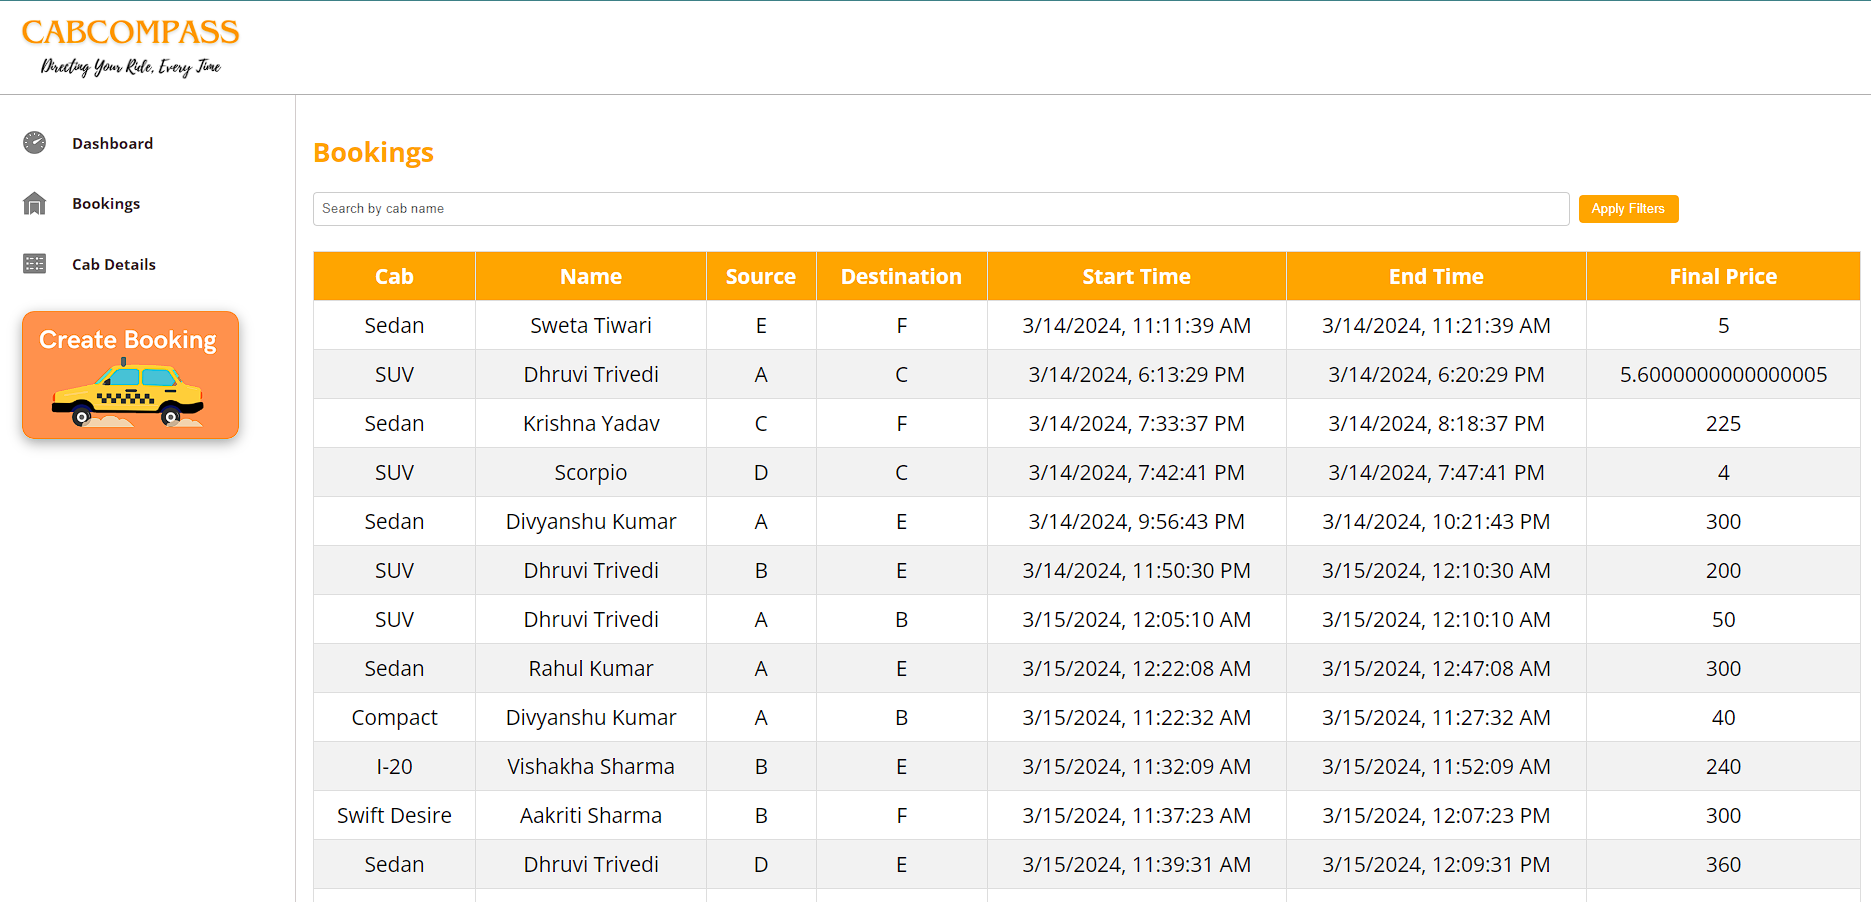 CABCOMPASS
Directing Your Ride, Every Time
Dashboard
Bookings
Cab Details
Create Booking
Bookings
Search by cab name
Apply Filters
Cab Name Source Destination Start Time End Time Final Price
Sedan Sweta Tiwari E F 3/14/2024, 11:11:39 AM 3/14/2024, 11:21:39 AM 5
SUV Dhruvi Trivedi A C 3/14/2024, 6:13:29 PM 3/14/2024, 6:20:29 PM 5.6000000000000005
Sedan Krishna Yadav C F 3/14/2024, 7:33:37 PM 3/14/2024, 8:18:37 PM 225
SUV Scorpio D C 3/14/2024, 7:42:41 PM 3/14/2024, 7:47:41 PM 4
Sedan Divyanshu Kumar A E 3/14/2024, 9:56:43 PM 3/14/2024, 10:21:43 PM 300
SUV Dhruvi Trivedi B E 3/14/2024, 11:50:30 PM 3/15/2024, 12:10:30 AM 200
SUV Dhruvi Trivedi A B 3/15/2024, 12:05:10 AM 3/15/2024, 12:10:10 AM 50
Sedan Rahul Kumar A E 3/15/2024, 12:22:08 AM 3/15/2024, 12:47:08 AM 300
Compact Divyanshu Kumar A B 3/15/2024, 11:22:32 AM 3/15/2024, 11:27:32 AM 40
I-20 Vishakha Sharma B E 3/15/2024, 11:32:09 AM 3/15/2024, 11:52:09 AM 240
Swift Desire Aakriti Sharma B F 3/15/2024, 11:37:23 AM 3/15/2024, 12:07:23 PM 300
Sedan Dhruvi Trivedi D E 3/15/2024, 11:39:31 AM 3/15/2024, 12:09:31 PM 360